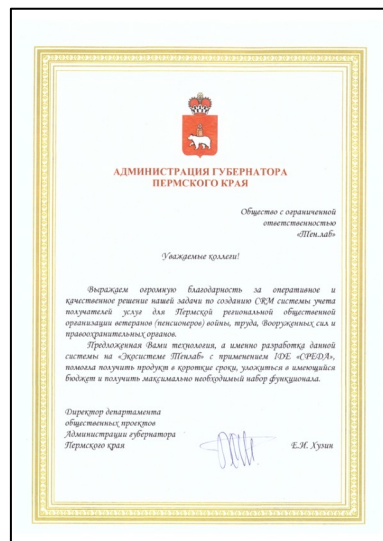 АДМИНИСТРАЦИЯ ГУБЕРНАТОРА
ПЕРМСКОГО КРАЯ
Общество с ограниченной
ответственностью
«Тен.лаб»
Уважаемые коллеги!
Выражаем огромную благодарность за оперативное и
качественное решение нашей задачи по созданию CRM системы учета
получателей услуг для Пермской региональной общественной
организации ветеранов (пенсионеров) войны, труда, Вооруженных сил и
правоохранительных органов.
Предложенная Вами технология, а именно разработка данной
системы на «Экосистеме Тенлаб» с применением IDE «СРЕДА»,
помогла получить продукт в короткие сроки, уложиться в имеющийся
бюджет и получить максимально необходимый набор функционала.
Директор департамента
общественных проектов
Администрации губернатора
Пермского края Е.И. Хузин